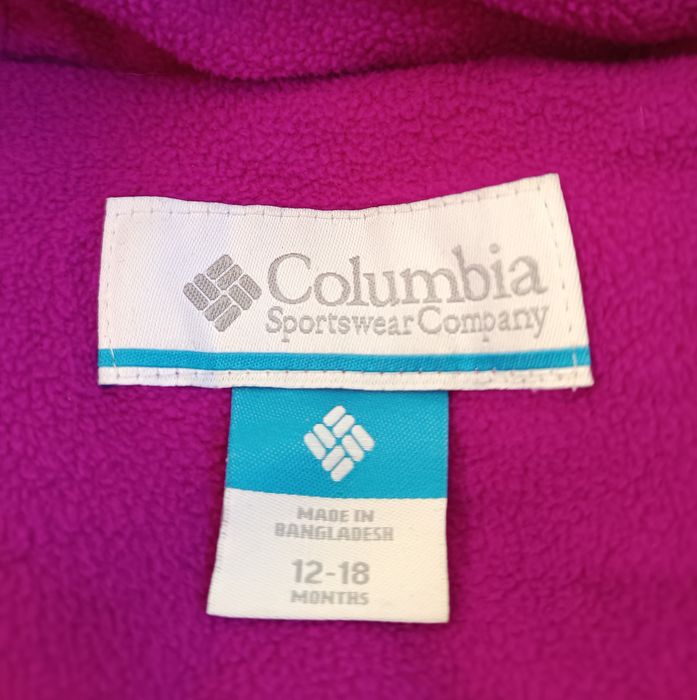 Columbia
Sportswear Company
MADE IN
BANGLADESH
12-18
MONTHS